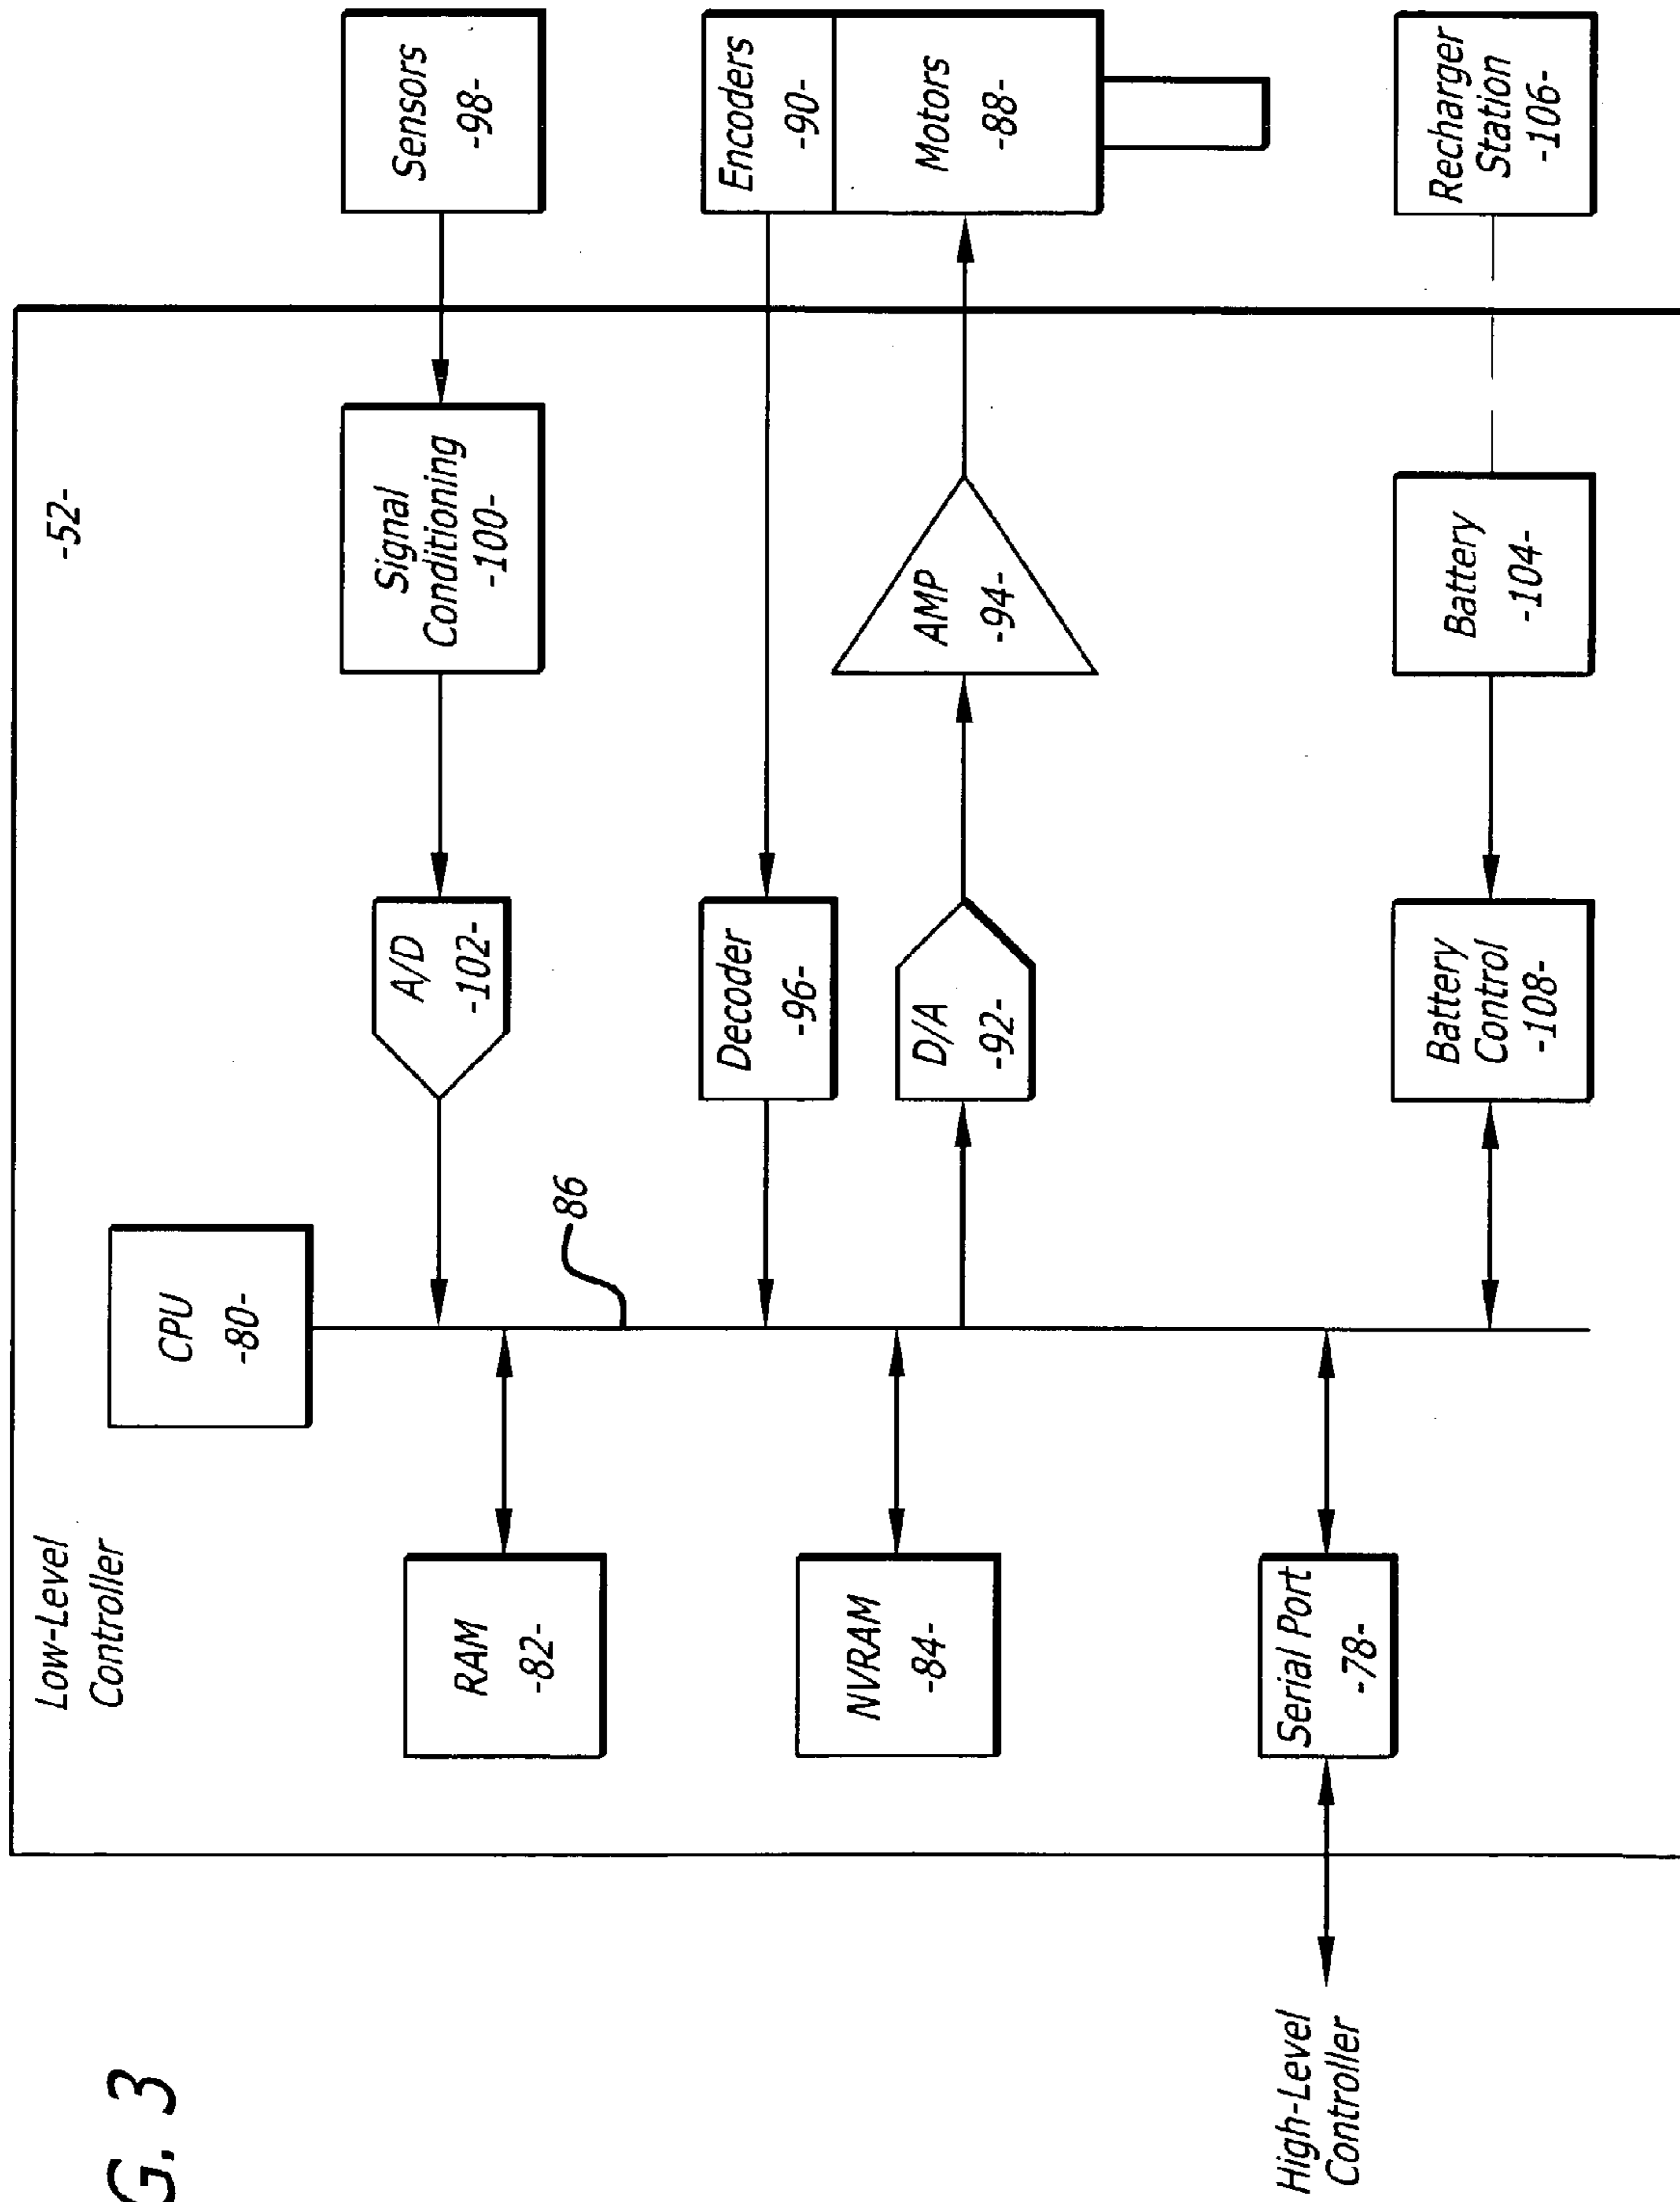 G. 3
Low-Level
Controller
-52-
CPU
-80-
RAM
-82-
A/D
-102-
Signal
Conditioning
-100-
Sensors
-98-
86
Decoder
-96-
Encoders
-90-
NVRAM
-84-
D/A
-92-
AMP
-94-
Motors
-88-
High-Level
Controller
Serial Port
-78-
Battery
Control
-108-
Battery
-104-
Recharger
Station
-106-